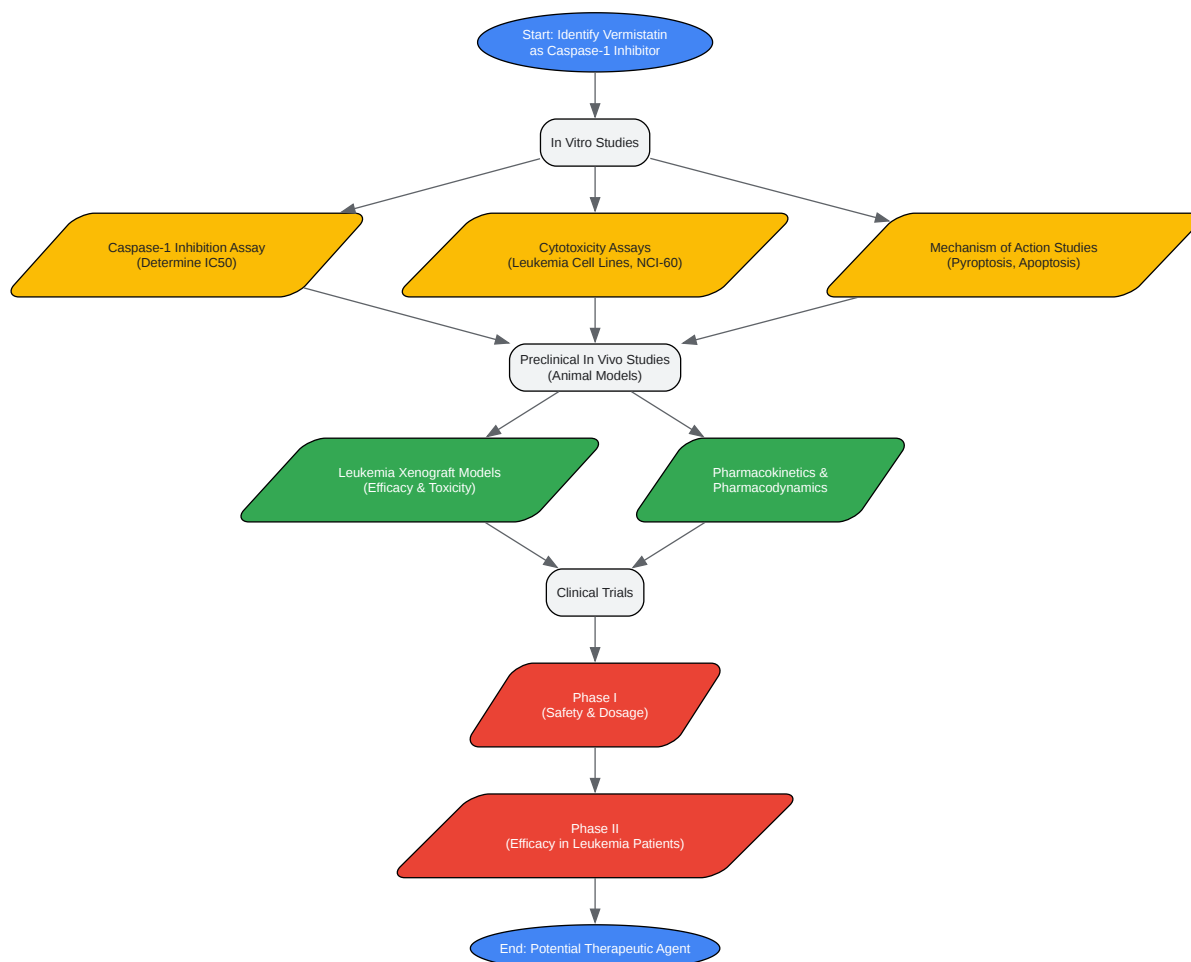 Start: Identify Vermistatin
as Caspase-1 Inhibitor
In Vitro Studies
Caspase-1 Inhibition Assay
(Determine IC50)
Cytotoxicity Assays
(Leukemia Cell Lines, NCI-60)
Mechanism of Action Studies
(Pyroptosis, Apoptosis)
Preclinical In Vivo Studies
(Animal Models)
Leukemia Xenograft Models
(Efficacy & Toxicity)
Pharmacokinetics &
Pharmacodynamics
Clinical Trials
Phase I
(Safety & Dosage)
Phase II
(Efficacy in Leukemia Patients)
End: Potential Therapeutic Agent